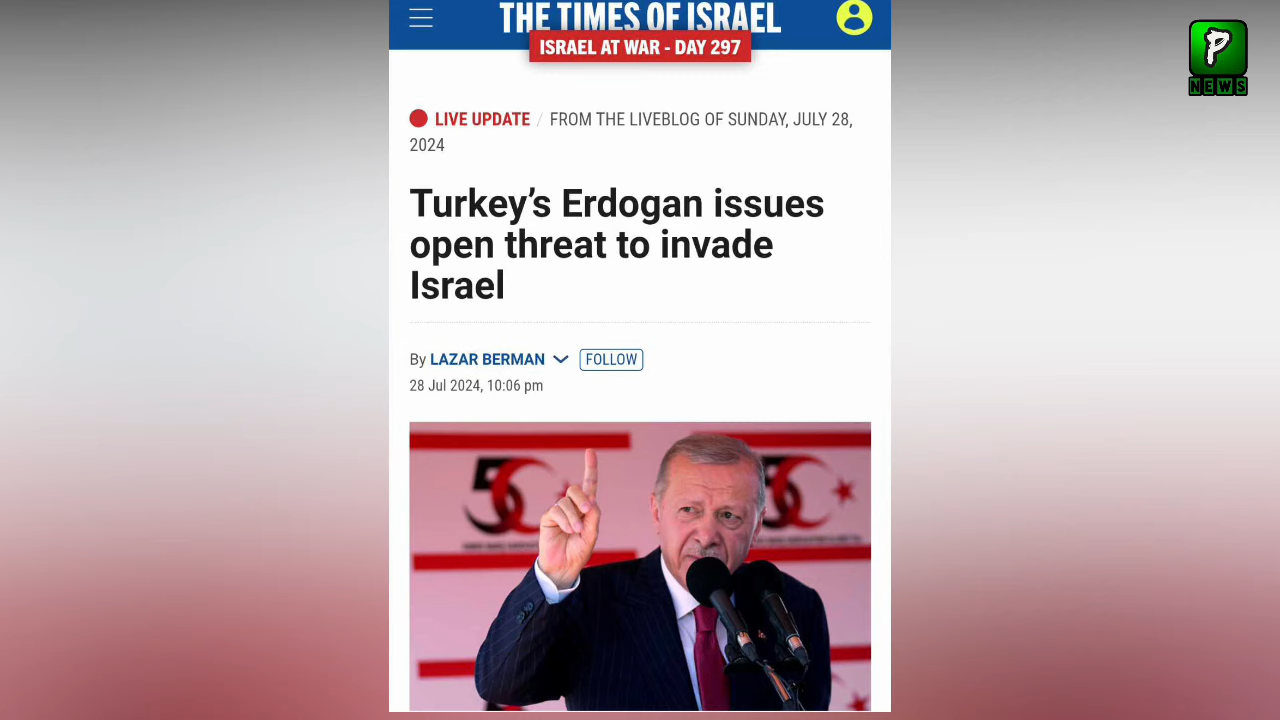 THE TIMES OF ISRAEL
ISRAEL AT WAR - DAY 297
P
NEWS
LIVE UPDATE / FROM THE LIVEBLOG OF SUNDAY, JULY 28,
2024
Turkey’s Erdogan issues
open threat to invade
Israel
By LAZAR BERMAN FOLLOW
28 Jul 2024, 10:06 pm
50